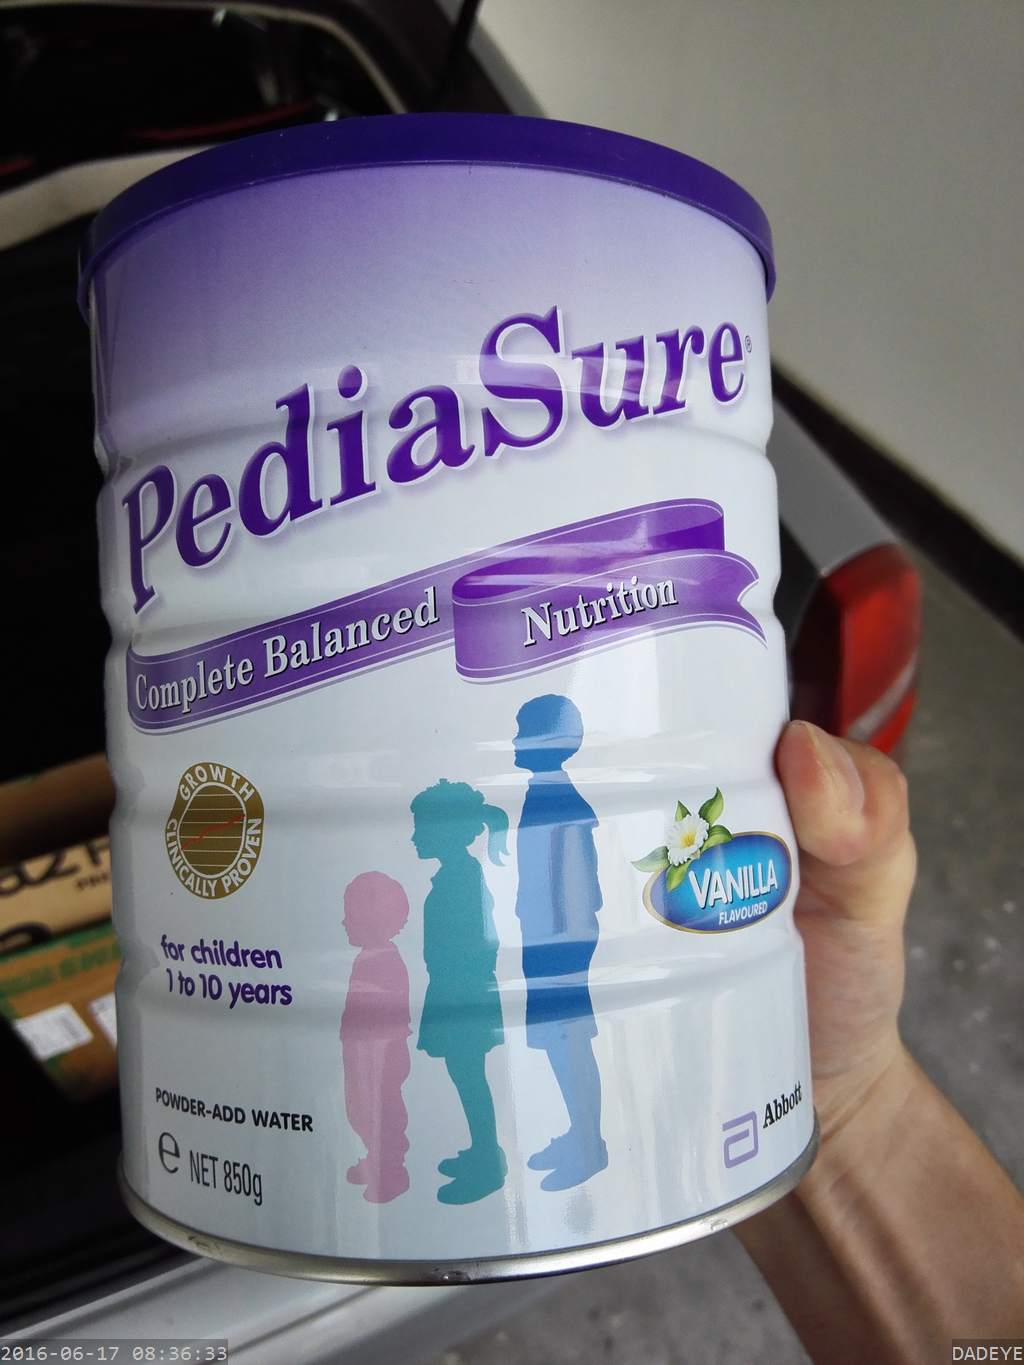 PediaSure®
Complete Balanced Nutrition
GROWTH
CLINICALLY PROVEN
for children
1 to 10 years
VANILLA
FLAVOURED
POWDER-ADD WATER
e NET 850g
Abbott
2016-06-17 08:36:33
DADEYE